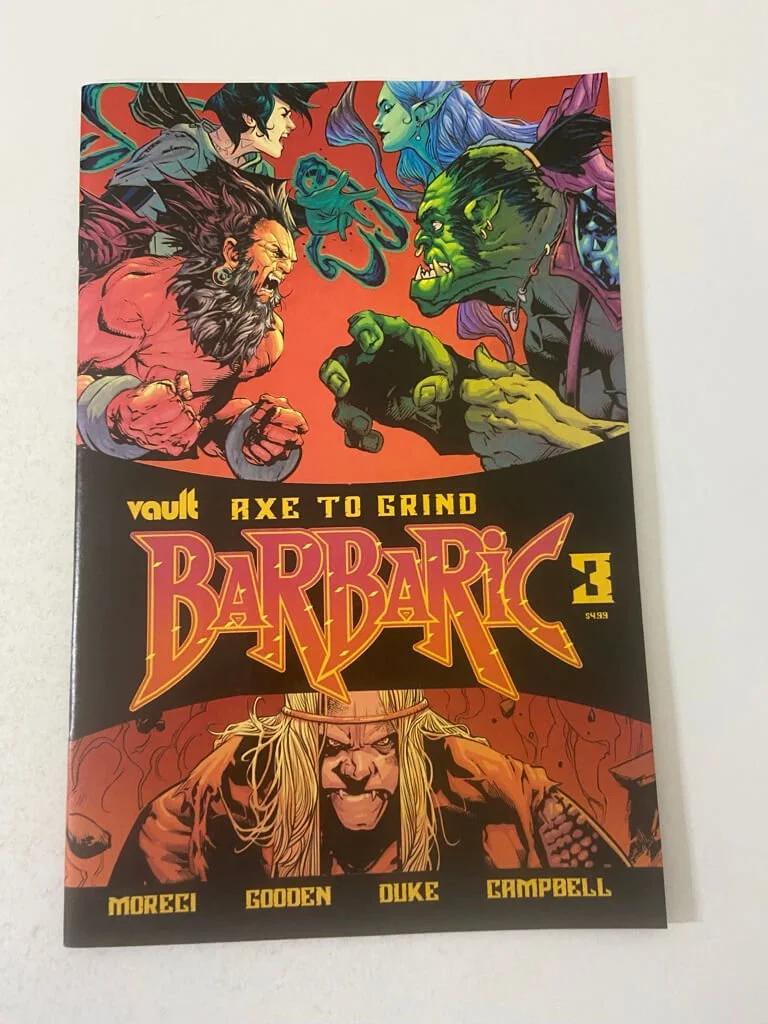 vault AXE TO GRIND
BARBARIC 3
$4.99
MORECI GOODEN DUKE CAMPBELL